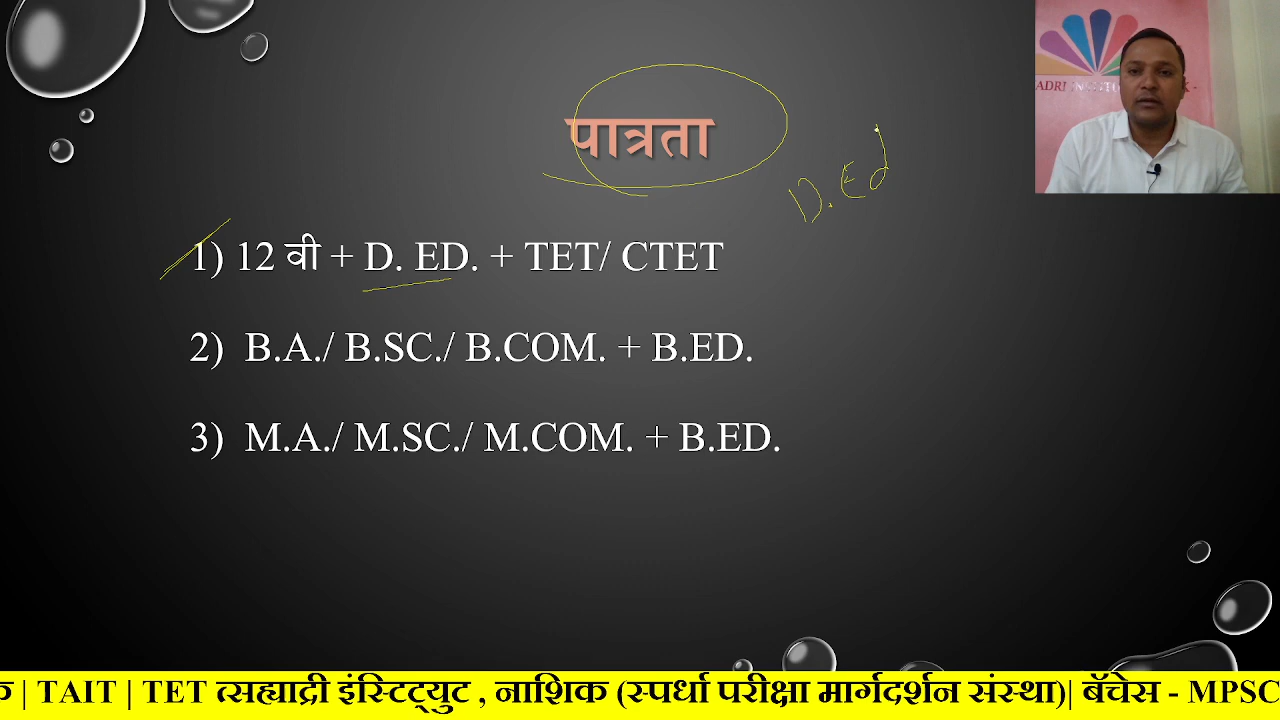 पात्रता
D.Ed
1) 12 वी + D. ED. + TET/ CTET
2) B.A./ B.SC./ B.COM. + B.ED.
3) M.A./ M.SC./ M.COM. + B.ED.
| TAIT | TET त्सह्याद्री इंस्टिट्युट , नाशिक (स्पर्धा परीक्षा मार्गदर्शन संस्था)| बॅचेस - MPSC